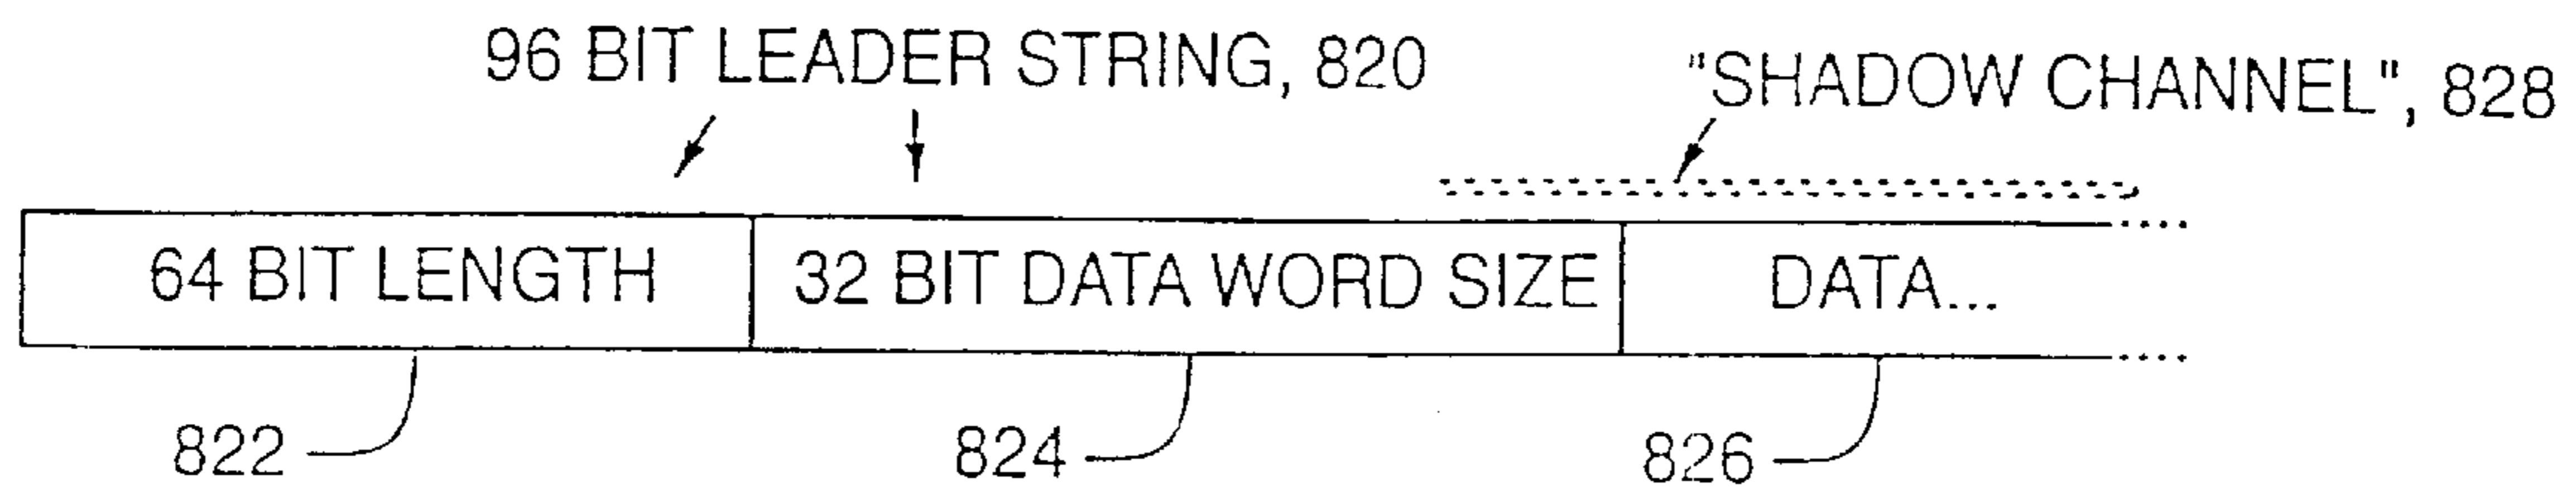 96 BIT LEADER STRING, 820
"SHADOW CHANNEL", 828
64 BIT LENGTH
32 BIT DATA WORD SIZE
DATA...
822
824
826